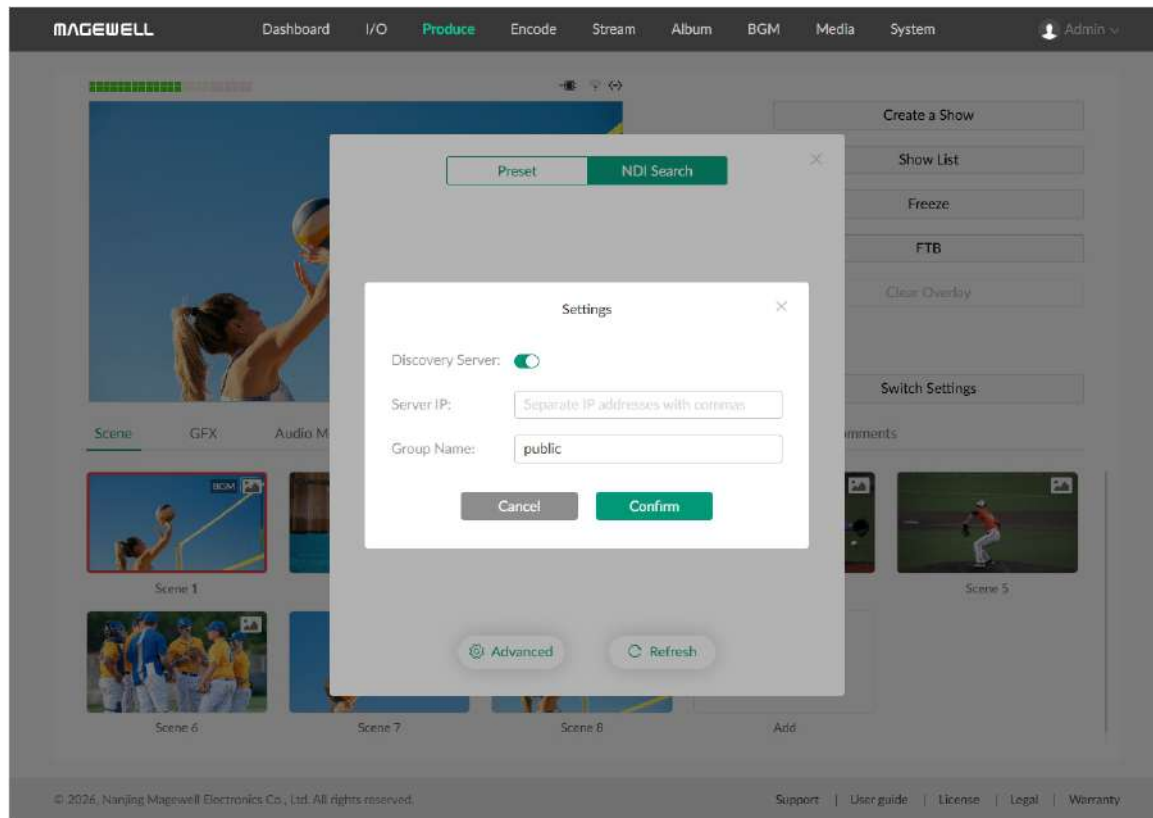 MAGEWELL Dashboard I/O Produce Encode Stream Album BGM Media System Admin
Create a Show
Preset NDI Search
Show List
Freeze
FTB
Clear Overlay
Settings
Discovery Server:
Switch Settings
Server IP: Separate IP addresses with commas
Scene GFX Audio M omments
Group Name: public
BGM
Cancel Confirm
Scene 1 Scene 5
Advanced Refresh
Scene 6 Scene 7 Scene 8 Add
© 2026, Nanjing Magewell Electronics Co., Ltd. All rights reserved. Support | User guide | License | Legal | Warranty